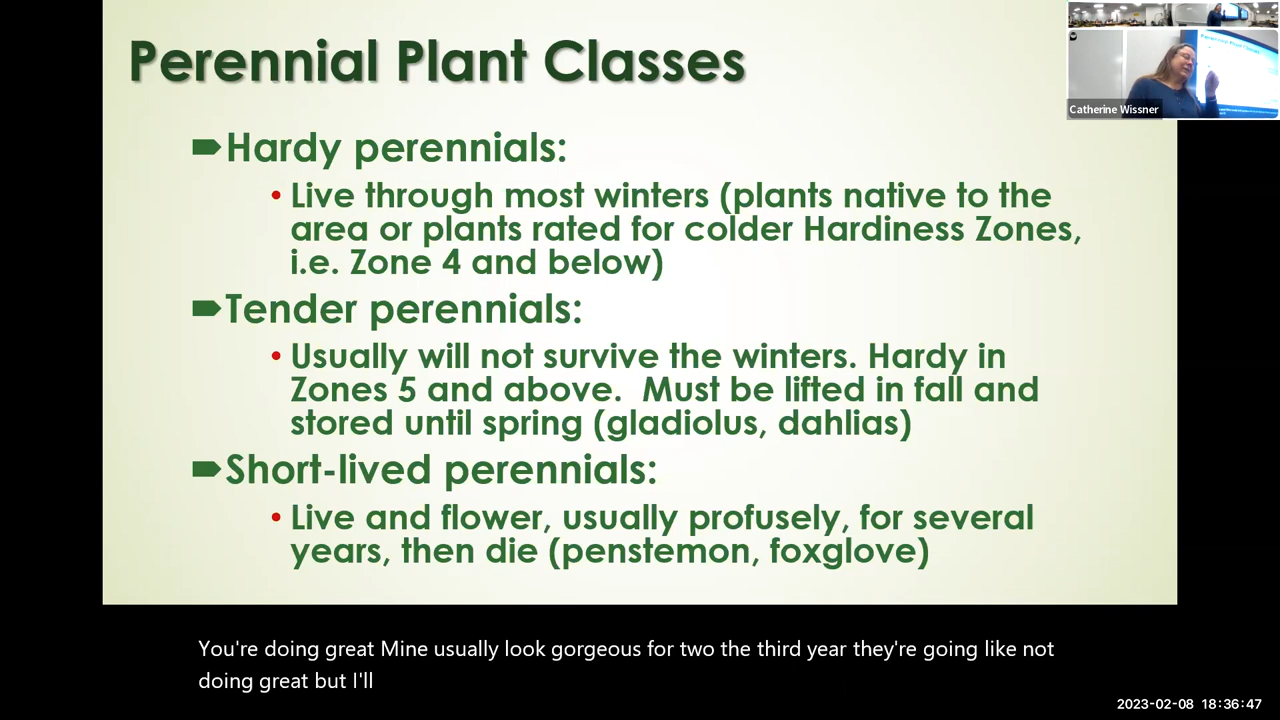 Perennial Plant Classes
Hardy perennials:
• Live through most winters (plants native to the
area or plants rated for colder Hardiness Zones,
i.e. Zone 4 and below)
Tender perennials:
• Usually will not survive the winters. Hardy in
Zones 5 and above.  Must be lifted in fall and
stored until spring (gladiolus, dahlias)
Short-lived perennials:
• Live and flower, usually profusely, for several
years, then die (penstemon, foxglove)
Catherine Wissner
You're doing great Mine usually look gorgeous for two the third year they're going like not
doing great but I'll
2023-02-08 18:36:47